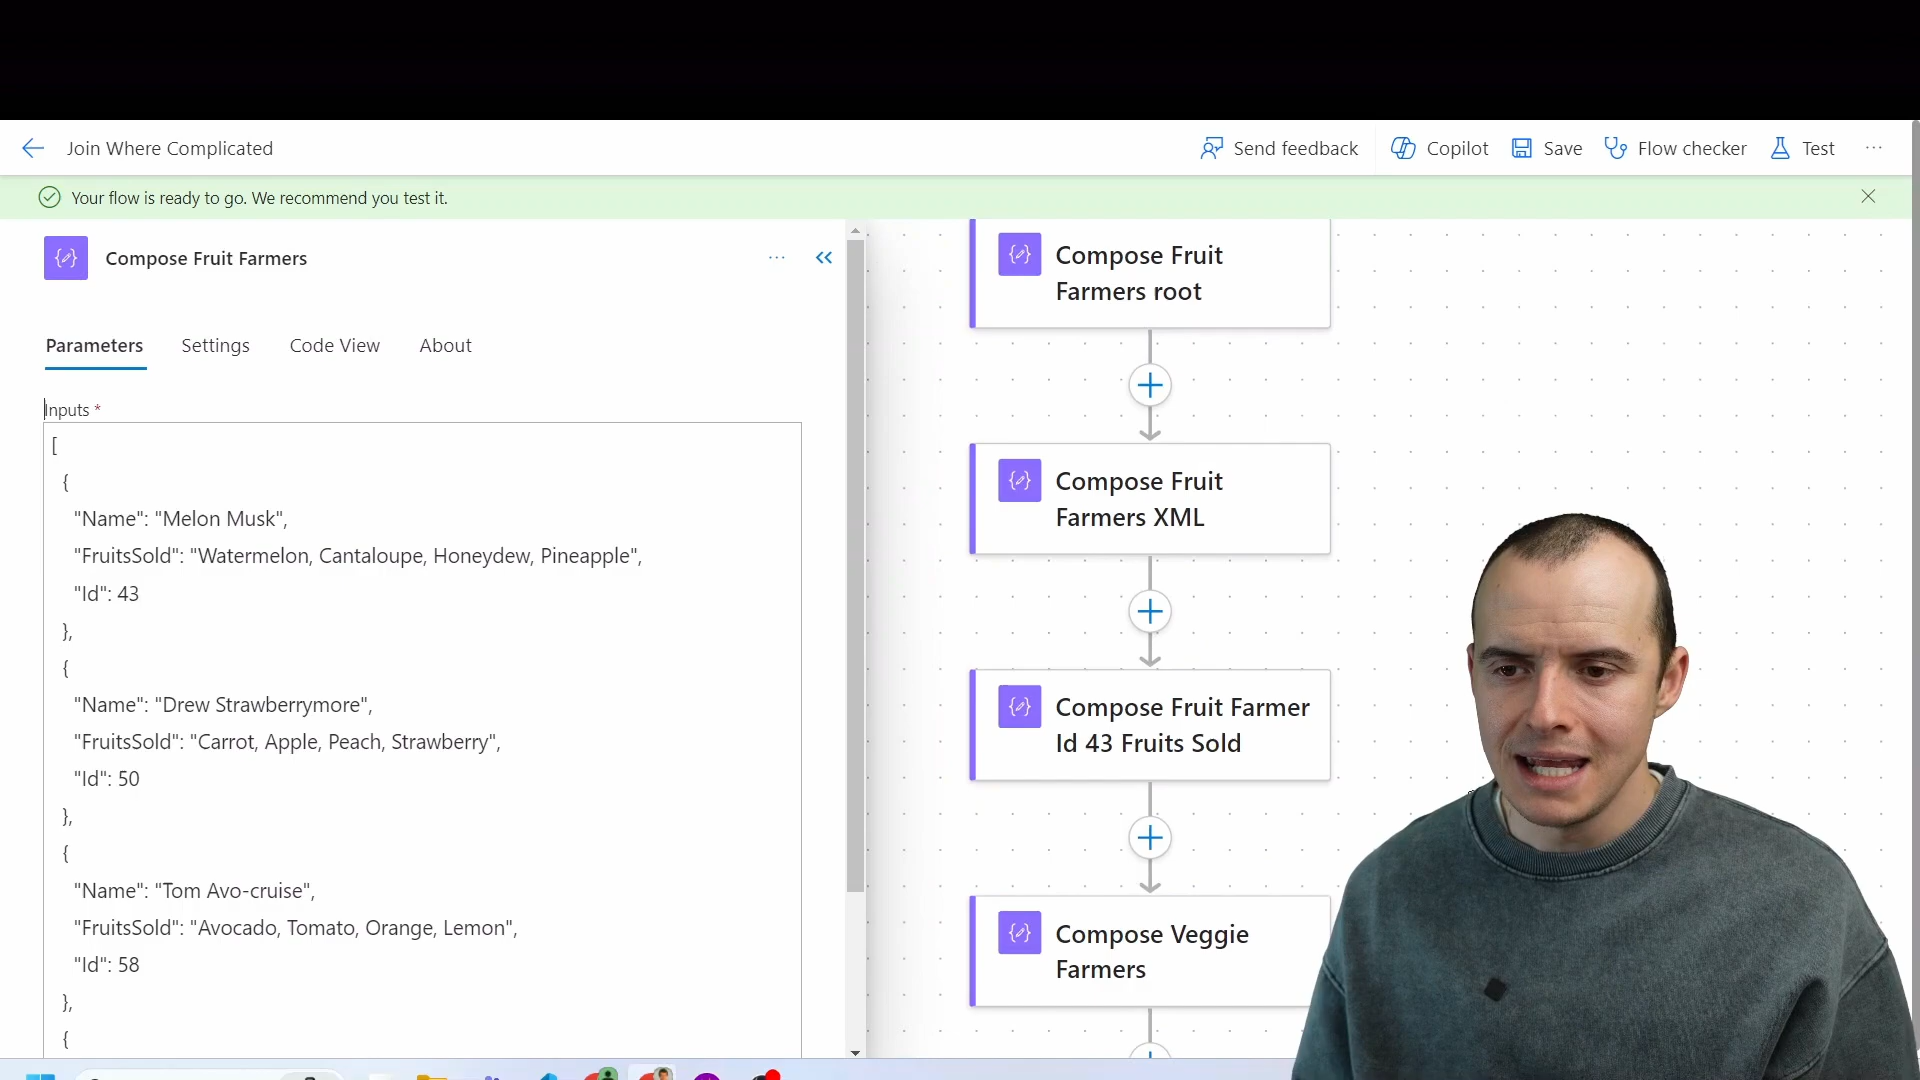 Join Where Complicated
Send feedback
Copilot
Save
Flow checker
Test
Your flow is ready to go. We recommend you test it.
Compose Fruit Farmers
Parameters
Settings
Code View
About
Inputs *
[
{
"Name": "Melon Musk",
"FruitsSold": "Watermelon, Cantaloupe, Honeydew, Pineapple",
"Id": 43
},
{
"Name": "Drew Strawberrymore",
"FruitsSold": "Carrot, Apple, Peach, Strawberry",
"Id": 50
},
{
"Name": "Tom Avo-cruise",
"FruitsSold": "Avocado, Tomato, Orange, Lemon",
"Id": 58
},
{
Compose Fruit
Farmers root
Compose Fruit
Farmers XML
Compose Fruit Farmer
Id 43 Fruits Sold
Compose Veggie
Farmers